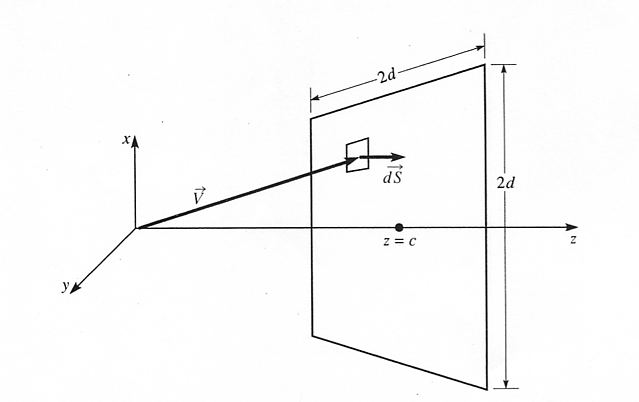 2d
x
V⃗
dS⃗
2d
z = c
z
y